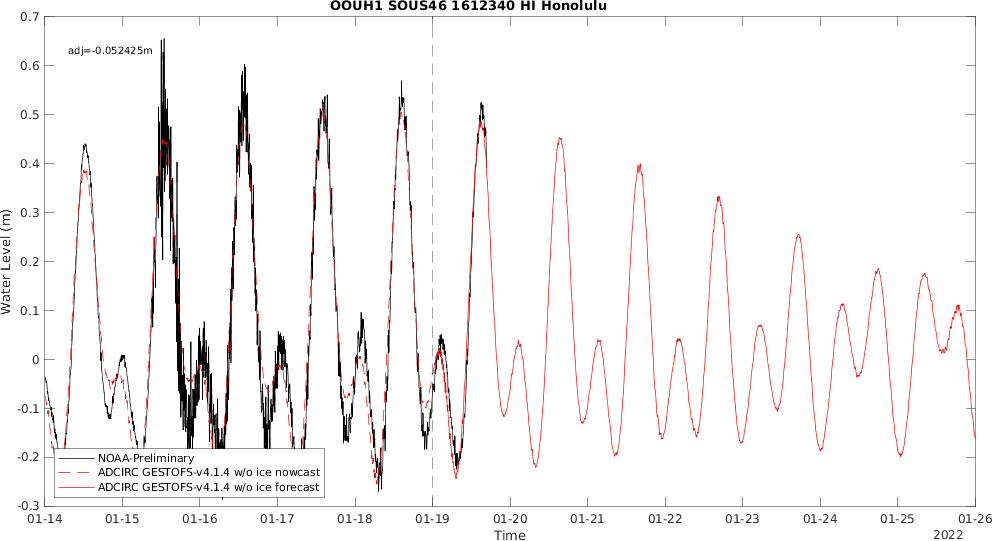 OOUH1 SOUS46 1612340 HI Honolulu
0.7
adj=-0.052425m
0.6
0.5
0.4
0.3
0.2
0.1
0
-0.1
-0.2
-0.3
Water Level (m)
NOAA-Preliminary
ADCIRC GESTOFS-v4.1.4 w/o ice nowcast
ADCIRC GESTOFS-v4.1.4 w/o ice forecast
01-14 01-15 01-16 01-17 01-18 01-19 01-20 01-21 01-22 01-23 01-24 01-25 01-26
Time
2022